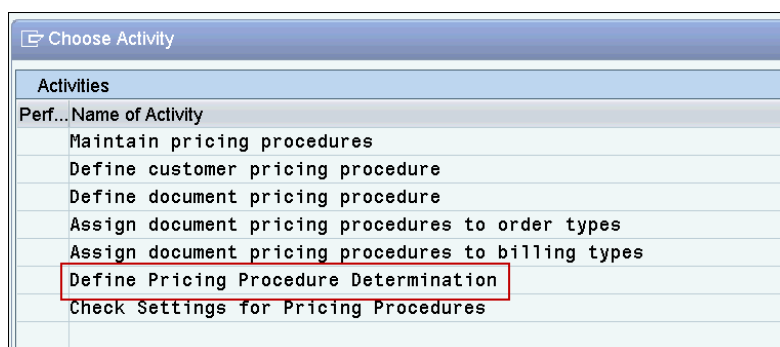 Choose Activity
Activities
Perf... Name of Activity
Maintain pricing procedures
Define customer pricing procedure
Define document pricing procedure
Assign document pricing procedures to order types
Assign document pricing procedures to billing types
Define Pricing Procedure Determination
Check Settings for Pricing Procedures